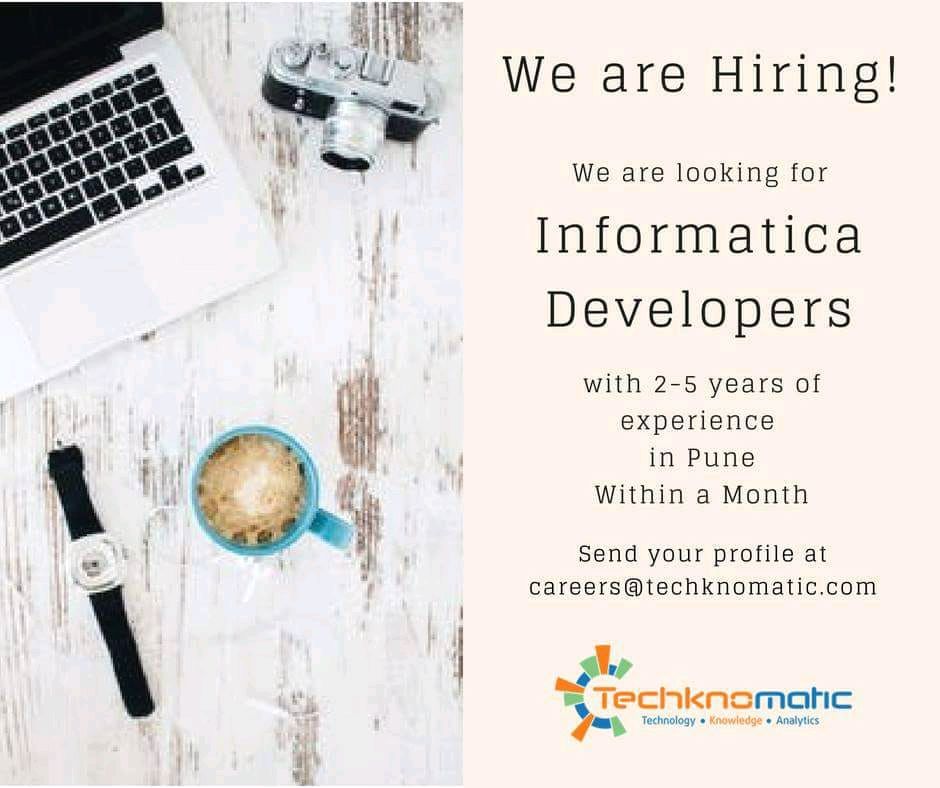 We are Hiring!
We are looking for
Informatica
Developers
with 2-5 years of
experience
in Pune
Within a Month
Send your profile at
careers@techknomatic.com
Techknomatic
Technology • Knowledge • Analytics